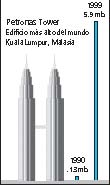 1999
5.9 mb
Petronas Tower
Edificio más alto del mundo
Kuala Lumpur, Malasia
1990
.13mb